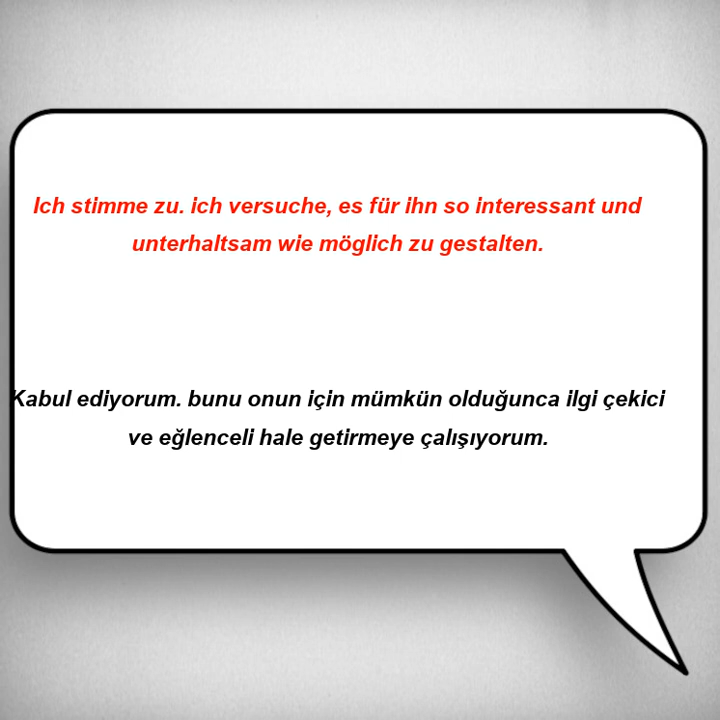 Ich stimme zu. ich versuche, es für ihn so interessant und
unterhaltsam wie möglich zu gestalten.
Kabul ediyorum. bunu onun için mümkün olduğunca ilgi çekici
ve eğlenceli hale getirmeye çalışıyorum.